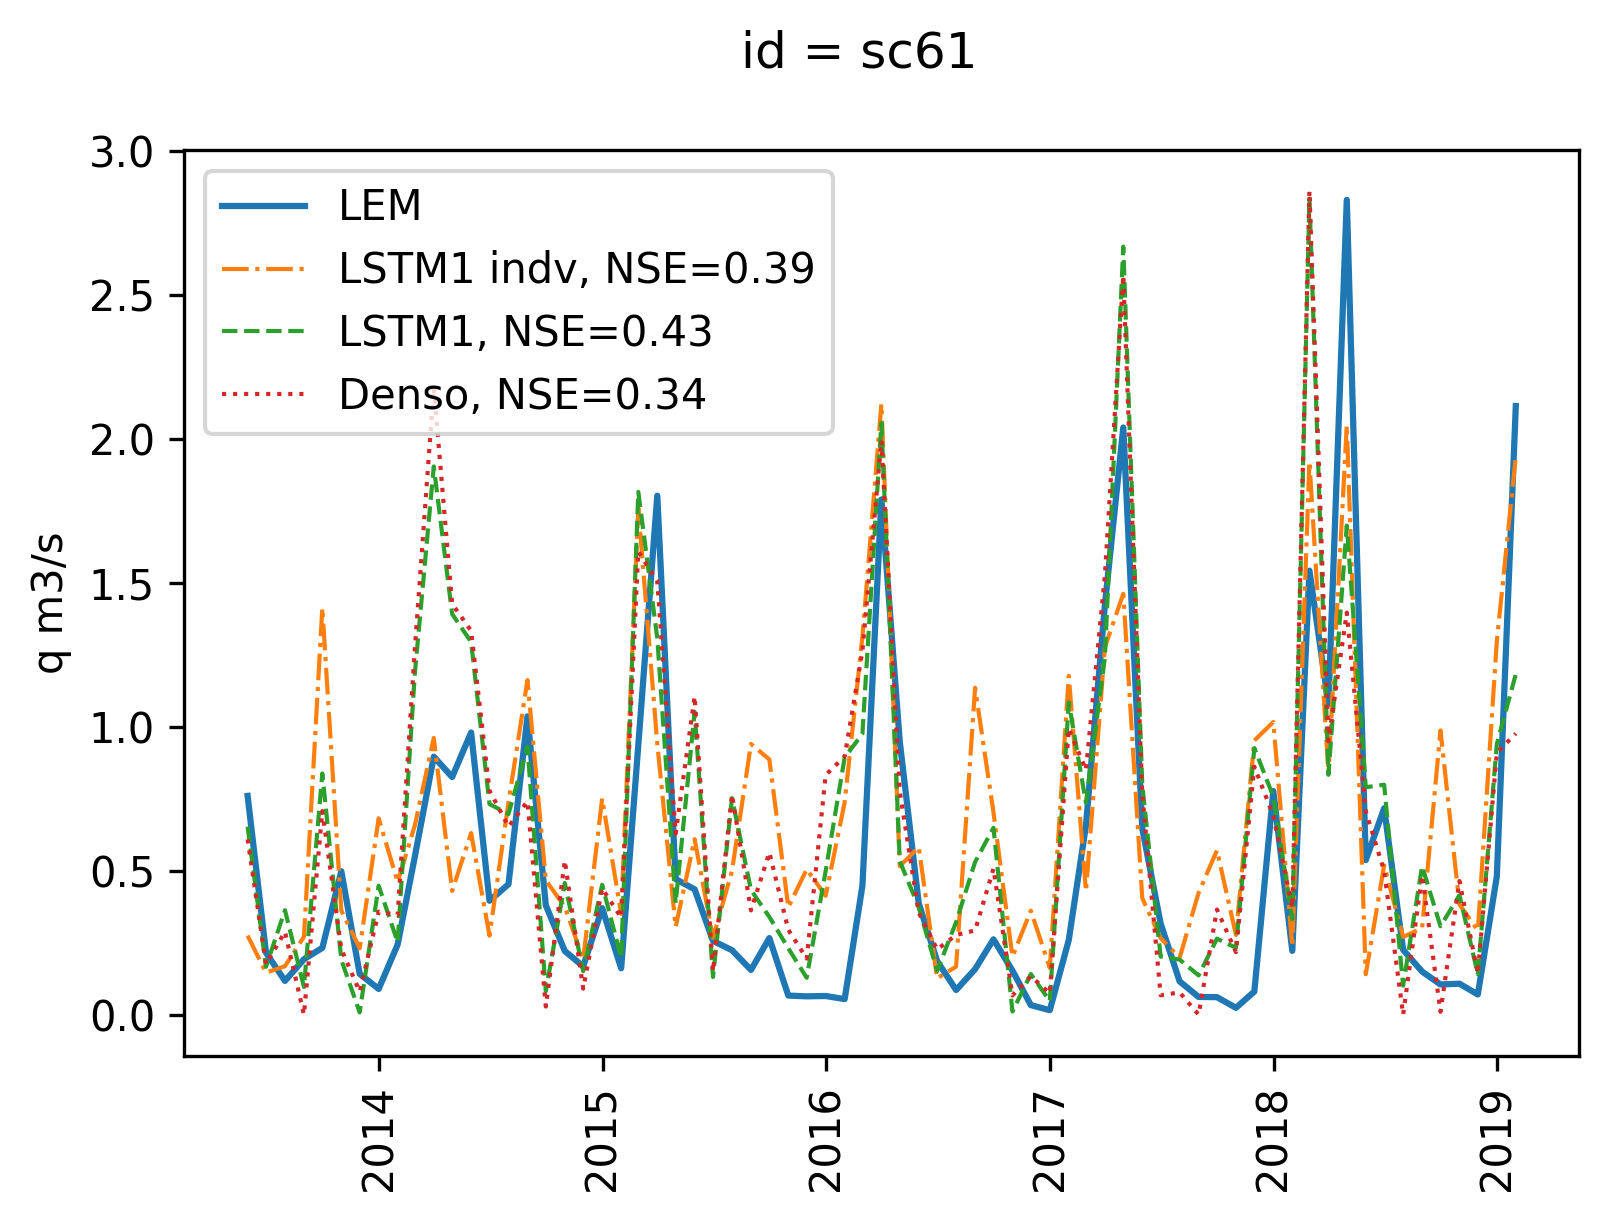 id = sc61
3.0
2.5
2.0
1.5
1.0
0.5
0.0
q m3/s
LEM
LSTM1 indv, NSE=0.39
LSTM1, NSE=0.43
Denso, NSE=0.34
2014
2015
2016
2017
2018
2019